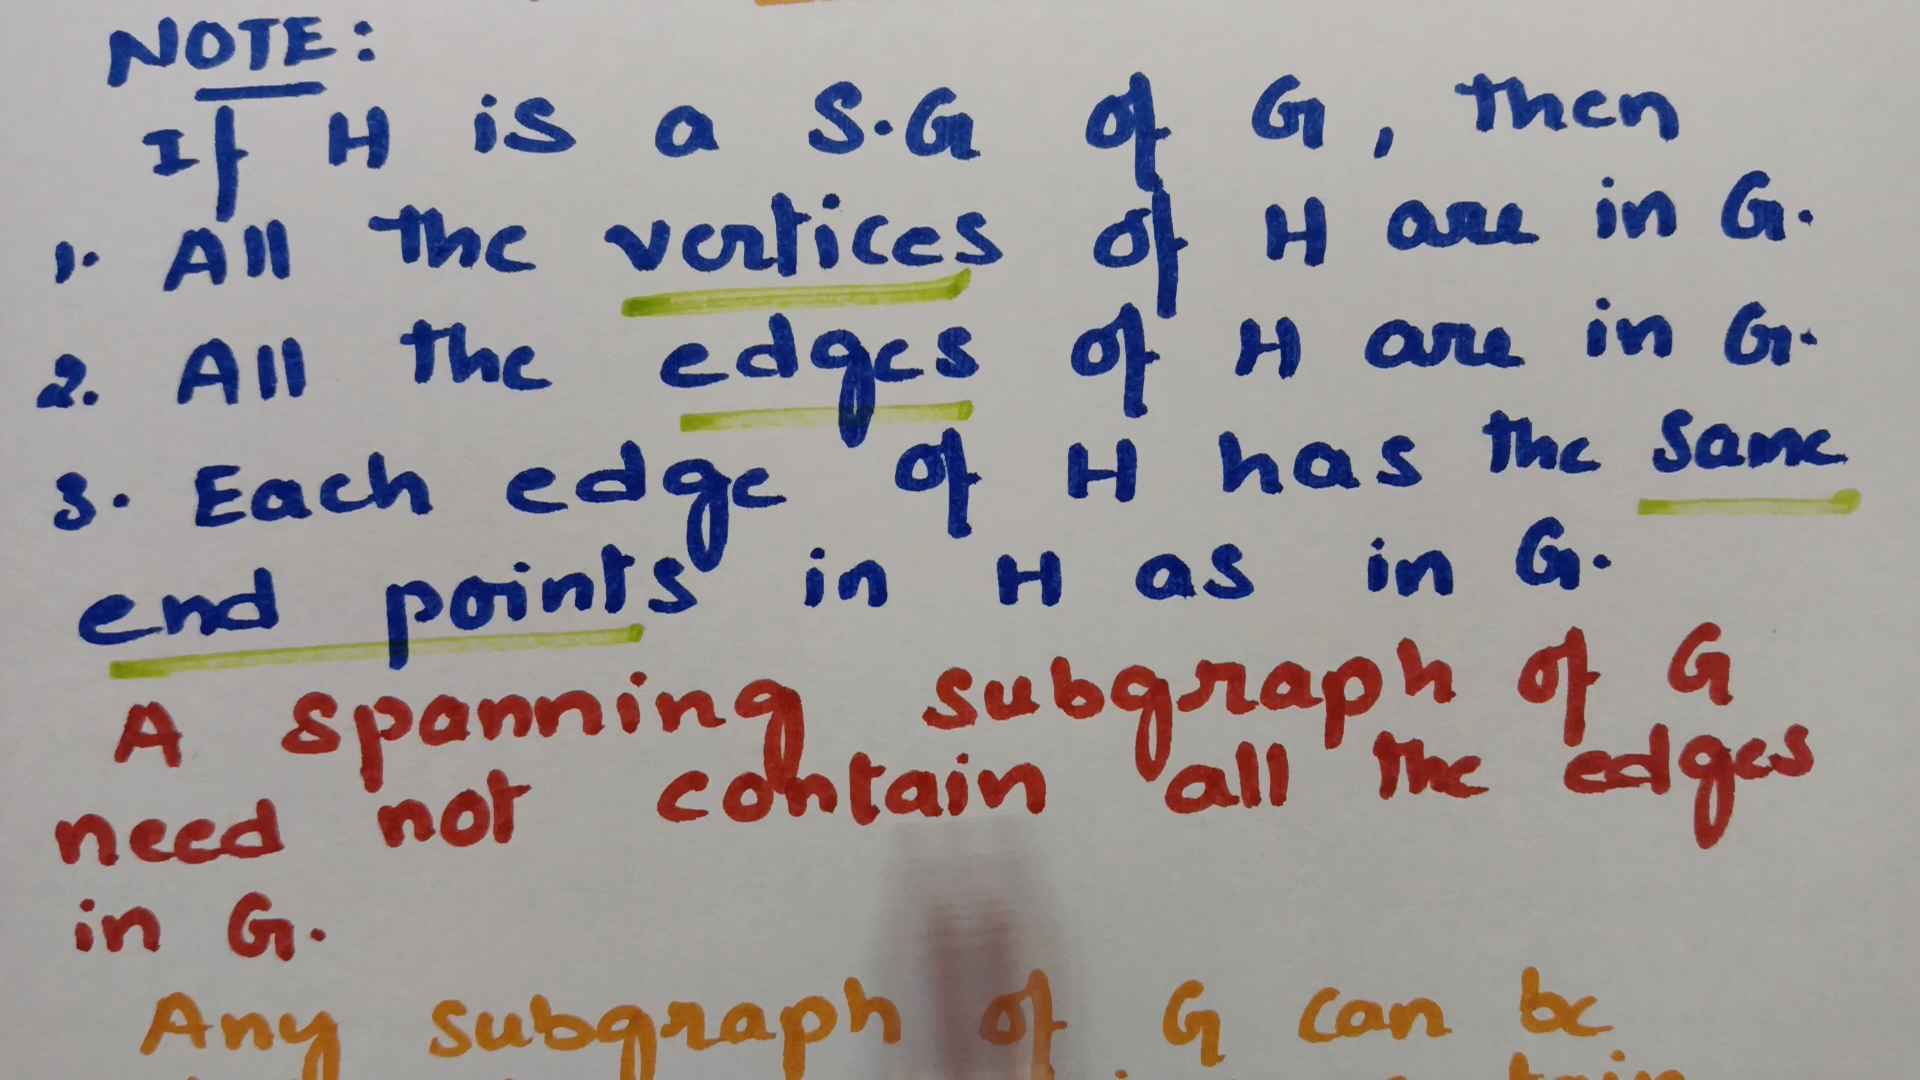 NOTE:
If H is a S.G of G, then
1. All the vertices of H are in G.
2. All the edges of H are in G.
3. Each edge of H has the same
end points in H as in G.
A spanning subgraph of G
need not contain all the edges
in G.
Any subgraph of G can be